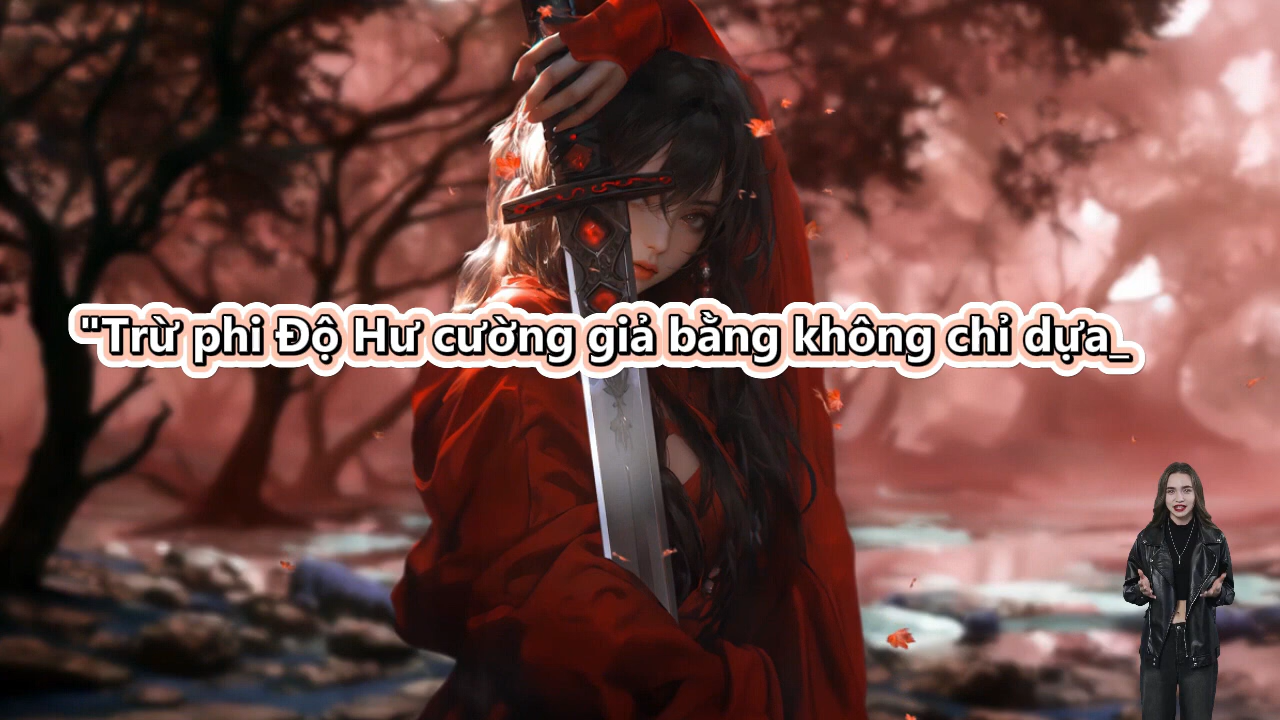 "Trừ phi Độ Hư cường giả bằng không chỉ dựa_